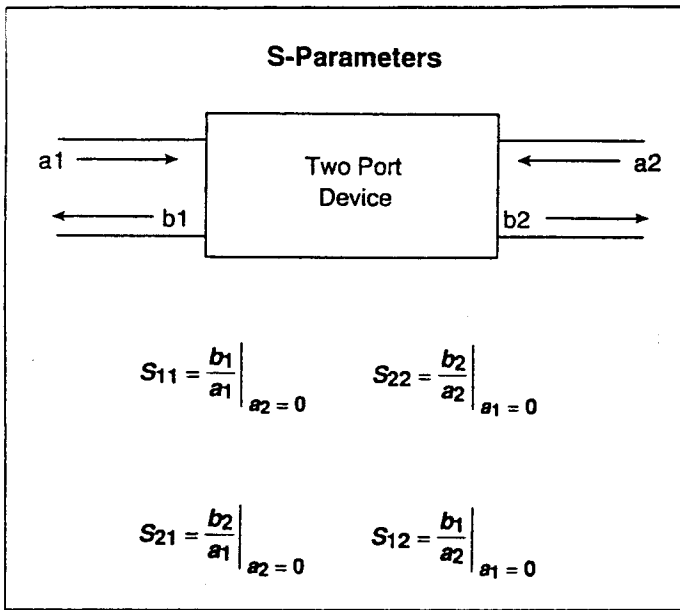 S-Parameters
a1
Two Port
Device
a2
b1
b2
S11 = b1/a1 | a2 = 0
S22 = b2/a2 | a1 = 0
S21 = b2/a1 | a2 = 0
S12 = b1/a2 | a1 = 0